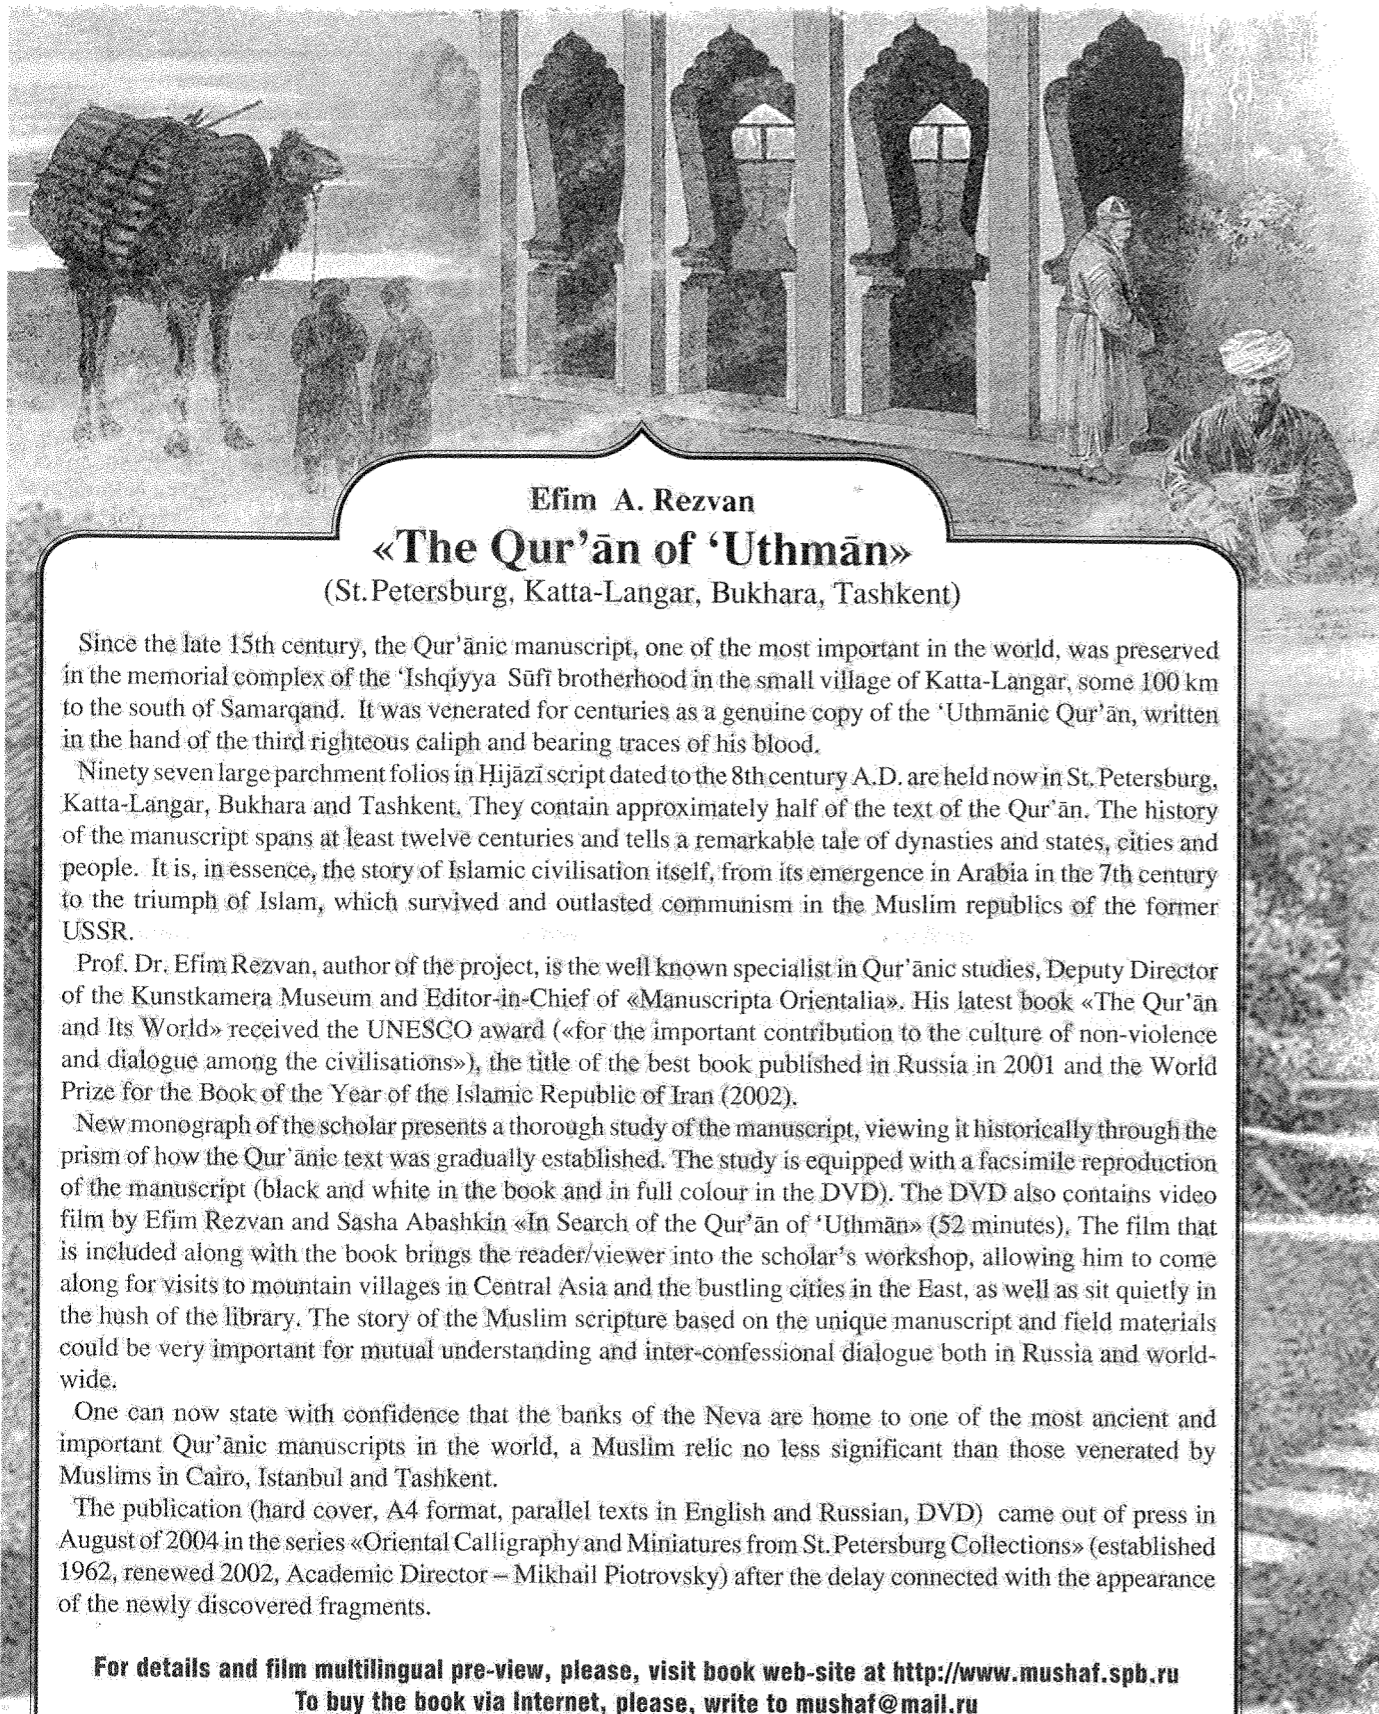 Efim A. Rezvan
«The Qur’ān of ‘Uthmān»
(St. Petersburg, Katta-Langar, Bukhara, Tashkent)
Since the late 15th century, the Qur’ānic manuscript, one of the most important in the world, was preserved
in the memorial complex of the ‘Ishqiyya Sūfī brotherhood in the small village of Katta-Langar, some 100 km
to the south of Samarqand. It was venerated for centuries as a genuine copy of the ‘Uthmānic Qur’ān, written
in the hand of the third righteous caliph and bearing traces of his blood.
Ninety seven large parchment folios in Ḥijāzī script dated to the 8th century A.D. are held now in St. Petersburg,
Katta-Langar, Bukhara and Tashkent. They contain approximately half of the text of the Qur’ān. The history
of the manuscript spans at least twelve centuries and tells a remarkable tale of dynasties and states, cities and
people. It is, in essence, the story of Islamic civilisation itself, from its emergence in Arabia in the 7th century
to the triumph of Islam, which survived and outlasted communism in the Muslim republics of the former
USSR.
Prof. Dr. Efim Rezvan, author of the project, is the well known specialist in Qur’ānic studies, Deputy Director
of the Kunstkamera Museum and Editor-in-Chief of «Manuscripta Orientalia». His latest book «The Qur’ān
and Its World» received the UNESCO award («for the important contribution to the culture of non-violence
and dialogue among the civilisations»), the title of the best book published in Russia in 2001 and the World
Prize for the Book of the Year of the Islamic Republic of Iran (2002).
New monograph of the scholar presents a thorough study of the manuscript, viewing it historically through the
prism of how the Qur’ānic text was gradually established. The study is equipped with a facsimile reproduction
of the manuscript (black and white in the book and in full colour in the DVD). The DVD also contains video
film by Efim Rezvan and Sasha Abashkin «In Search of the Qur’ān of ‘Uthmān» (52 minutes). The film that
is included along with the book brings the reader/viewer into the scholar’s workshop, allowing him to come
along for visits to mountain villages in Central Asia and the bustling cities in the East, as well as sit quietly in
the hush of the library. The story of the Muslim scripture based on the unique manuscript and field materials
could be very important for mutual understanding and inter-confessional dialogue both in Russia and world-
wide.
One can now state with confidence that the banks of the Neva are home to one of the most ancient and
important Qur’ānic manuscripts in the world, a Muslim relic no less significant than those venerated by
Muslims in Cairo, Istanbul and Tashkent.
The publication (hard cover, A4 format, parallel texts in English and Russian, DVD) came out of press in
August of 2004 in the series «Oriental Calligraphy and Miniatures from St. Petersburg Collections» (established
1962, renewed 2002, Academic Director – Mikhail Piotrovsky) after the delay connected with the appearance
of the newly discovered fragments.
For details and film multilingual pre-view, please, visit book web-site at http://www.mushaf.spb.ru
To buy the book via Internet, please, write to mushaf@mail.ru